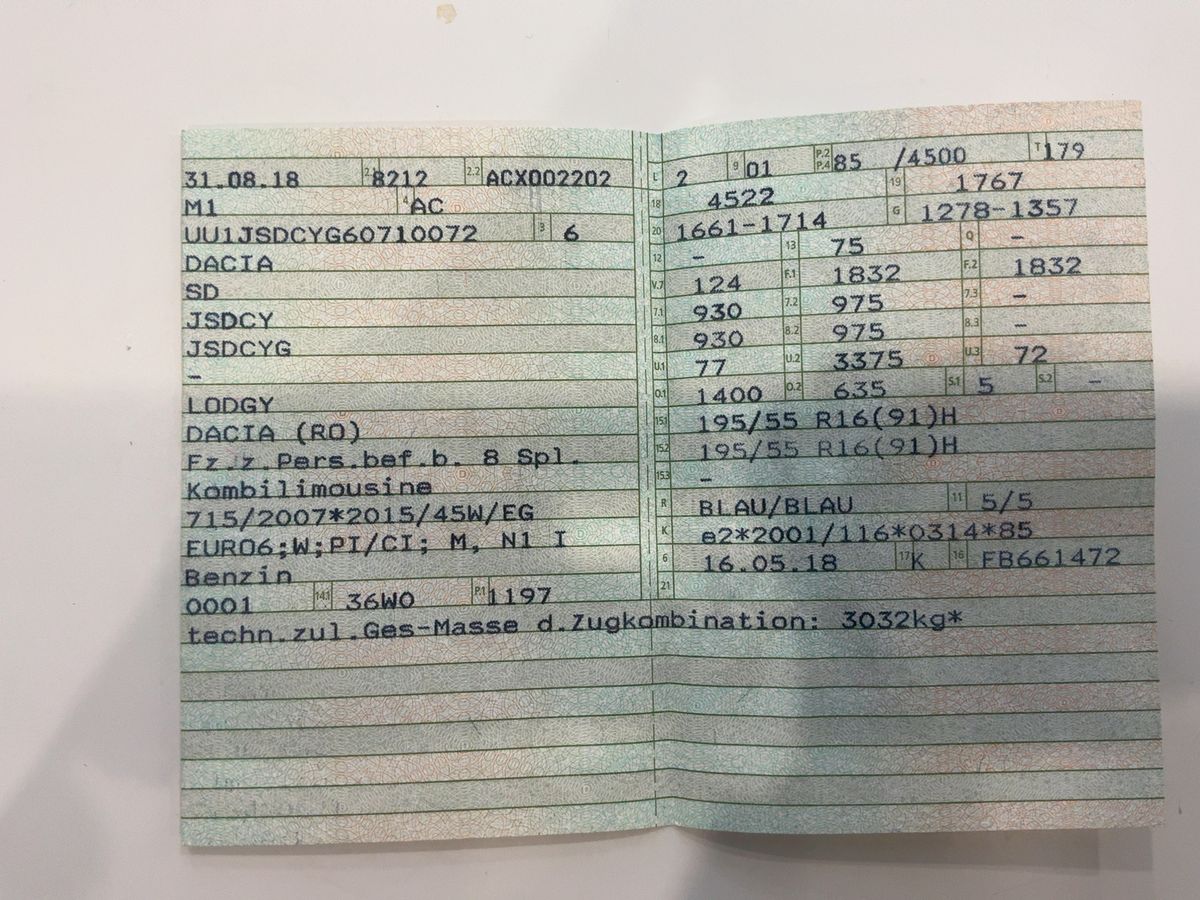 31.08.18 2.1 8212 2.2 ACX002202
M1 4 AC
UU1JSDCYG60710072 3 6
DACIA
SD
JSDCY
JSDCYG
–
LODGY
DACIA (RO)
Fz.z.Pers.bef.b. 8 Spl.
Kombilimousine
715/2007*2015/45W/EG
EURO6;W;PI/CI; M, N1 I
Benzin
0001 14.1 36W0 P.1 1197
L 2 9 01 P.2 P.4 85 /4500 T 179
18 4522 19 1767
20 1661-1714 G 1278-1357
12 – 13 75 Q –
V.7 124 F.1 1832 F.2 1832
7.1 930 7.2 975 7.3 –
8.1 930 8.2 975 8.3 –
U.1 77 U.2 3375 U.3 72
O.1 1400 O.2 635 S.1 5 S.2 –
15.1 195/55 R16(91)H
15.2 195/55 R16(91)H
15.3 –
R BLAU/BLAU 11 5/5
K e2*2001/116*0314*85
6 16.05.18 17 K 16 FB661472
21
techn.zul.Ges-Masse d.Zugkombination: 3032kg*